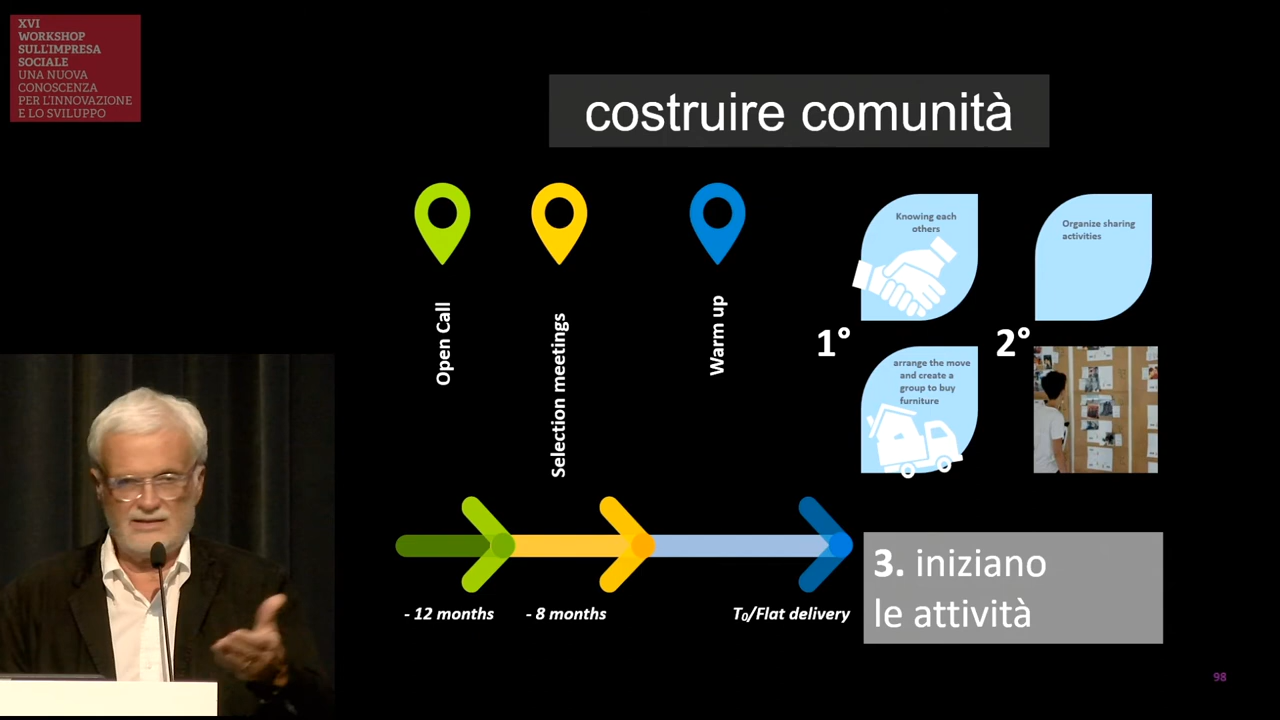 XVI
WORKSHOP
SULL'IMPRESA
SOCIALE
UNA NUOVA
CONOSCENZA
PER L'INNOVAZIONE
E LO SVILUPPO
costruire comunità
Open Call
Selection meetings
Warm up
1°
Knowing each
others
arrange the move
and create a
group to buy
furniture
2°
Organize sharing
activities
- 12 months
- 8 months
T0/Flat delivery
3. iniziano
le attività
98